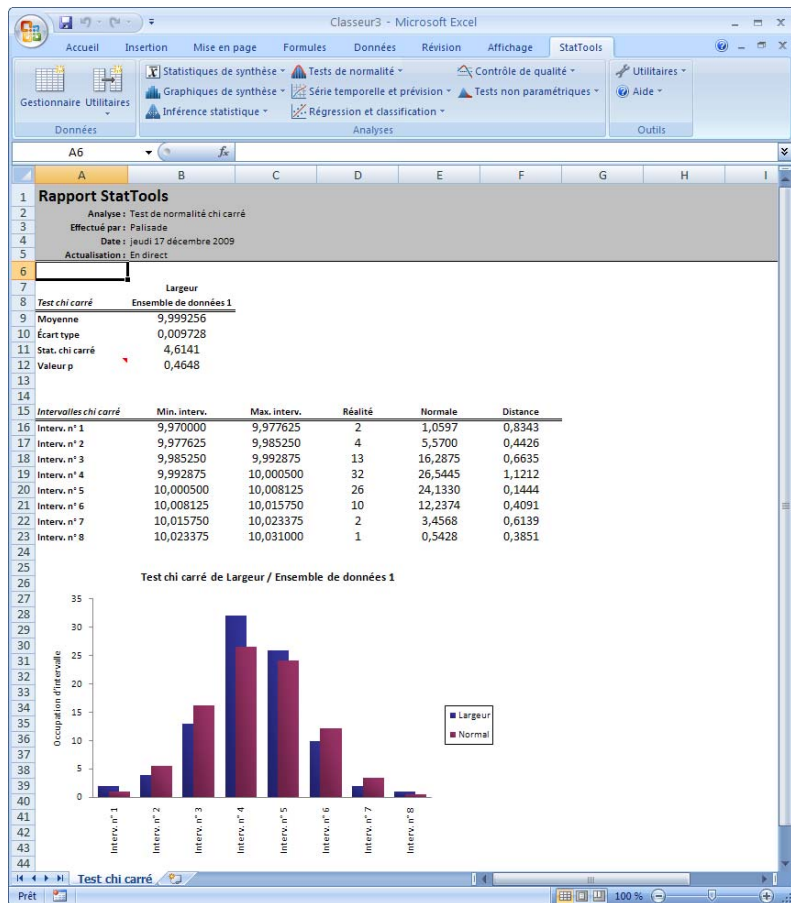 Classeur3 - Microsoft Excel
Accueil Insertion Mise en page Formules Données Révision Affichage StatTools
Gestionnaire Utilitaires
Données
Statistiques de synthèse
Graphiques de synthèse
Inférence statistique
Tests de normalité
Série temporelle et prévision
Régression et classification
Contrôle de qualité
Tests non paramétriques
Analyses
Utilitaires
Aide
Outils
A6 fx
A B C D E F G H I
1 Rapport StatTools
2 Analyse : Test de normalité chi carré
3 Effectué par : Palisade
4 Date : jeudi 17 décembre 2009
5 Actualisation : En direct
6
7 Largeur
8 Test chi carré Ensemble de données 1
9 Moyenne 9,999256
10 Écart type 0,009728
11 Stat. chi carré 4,6141
12 Valeur p 0,4648
13
14
15 Intervalles chi carré Min. interv. Max. interv. Réalité Normale Distance
16 Interv. n° 1 9,970000 9,977625 2 1,0597 0,8343
17 Interv. n° 2 9,977625 9,985250 4 5,5700 0,4426
18 Interv. n° 3 9,985250 9,992875 13 16,2875 0,6635
19 Interv. n° 4 9,992875 10,000500 32 26,5445 1,1212
20 Interv. n° 5 10,000500 10,008125 26 24,1330 0,1444
21 Interv. n° 6 10,008125 10,015750 10 12,2374 0,4091
22 Interv. n° 7 10,015750 10,023375 2 3,4568 0,6139
23 Interv. n° 8 10,023375 10,031000 1 0,5428 0,3851
24
25
26
27
28
29
30
31
32
33
34
35
36
37
38
39
40
41
42
43
44
Test chi carré de Largeur / Ensemble de données 1
Occupation d'intervalle
35
30
25
20
15
10
5
0
Interv. n° 1 Interv. n° 2 Interv. n° 3 Interv. n° 4 Interv. n° 5 Interv. n° 6 Interv. n° 7 Interv. n° 8
Largeur
Normal
Test chi carré
Prêt 100 %